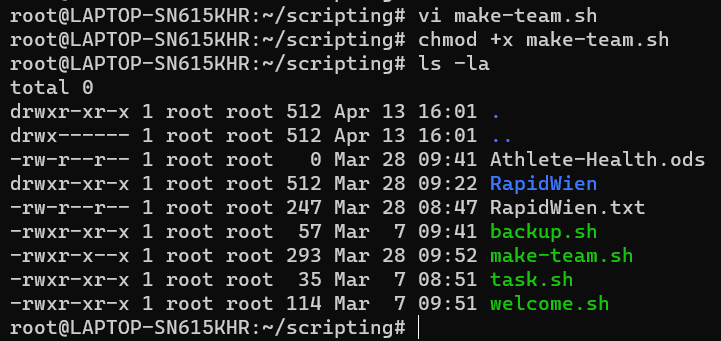 root@LAPTOP-SN615KHR:~/scripting# vi make-team.sh
root@LAPTOP-SN615KHR:~/scripting# chmod +x make-team.sh
root@LAPTOP-SN615KHR:~/scripting# ls -la
total 0
drwxr-xr-x 1 root root 512 Apr 13 16:01 .
drwx------ 1 root root 512 Apr 13 16:01 ..
-rw-r--r-- 1 root root   0 Mar 28 09:41 Athlete-Health.ods
drwxr-xr-x 1 root root 512 Mar 28 09:22 RapidWien
-rw-r--r-- 1 root root 247 Mar 28 08:47 RapidWien.txt
-rwxr-xr-x 1 root root  57 Mar  7 09:41 backup.sh
-rwxr-x--x 1 root root 293 Mar 28 09:52 make-team.sh
-rwxr-xr-x 1 root root  35 Mar  7 08:51 task.sh
-rwxr-xr-x 1 root root 114 Mar  7 09:51 welcome.sh
root@LAPTOP-SN615KHR:~/scripting#